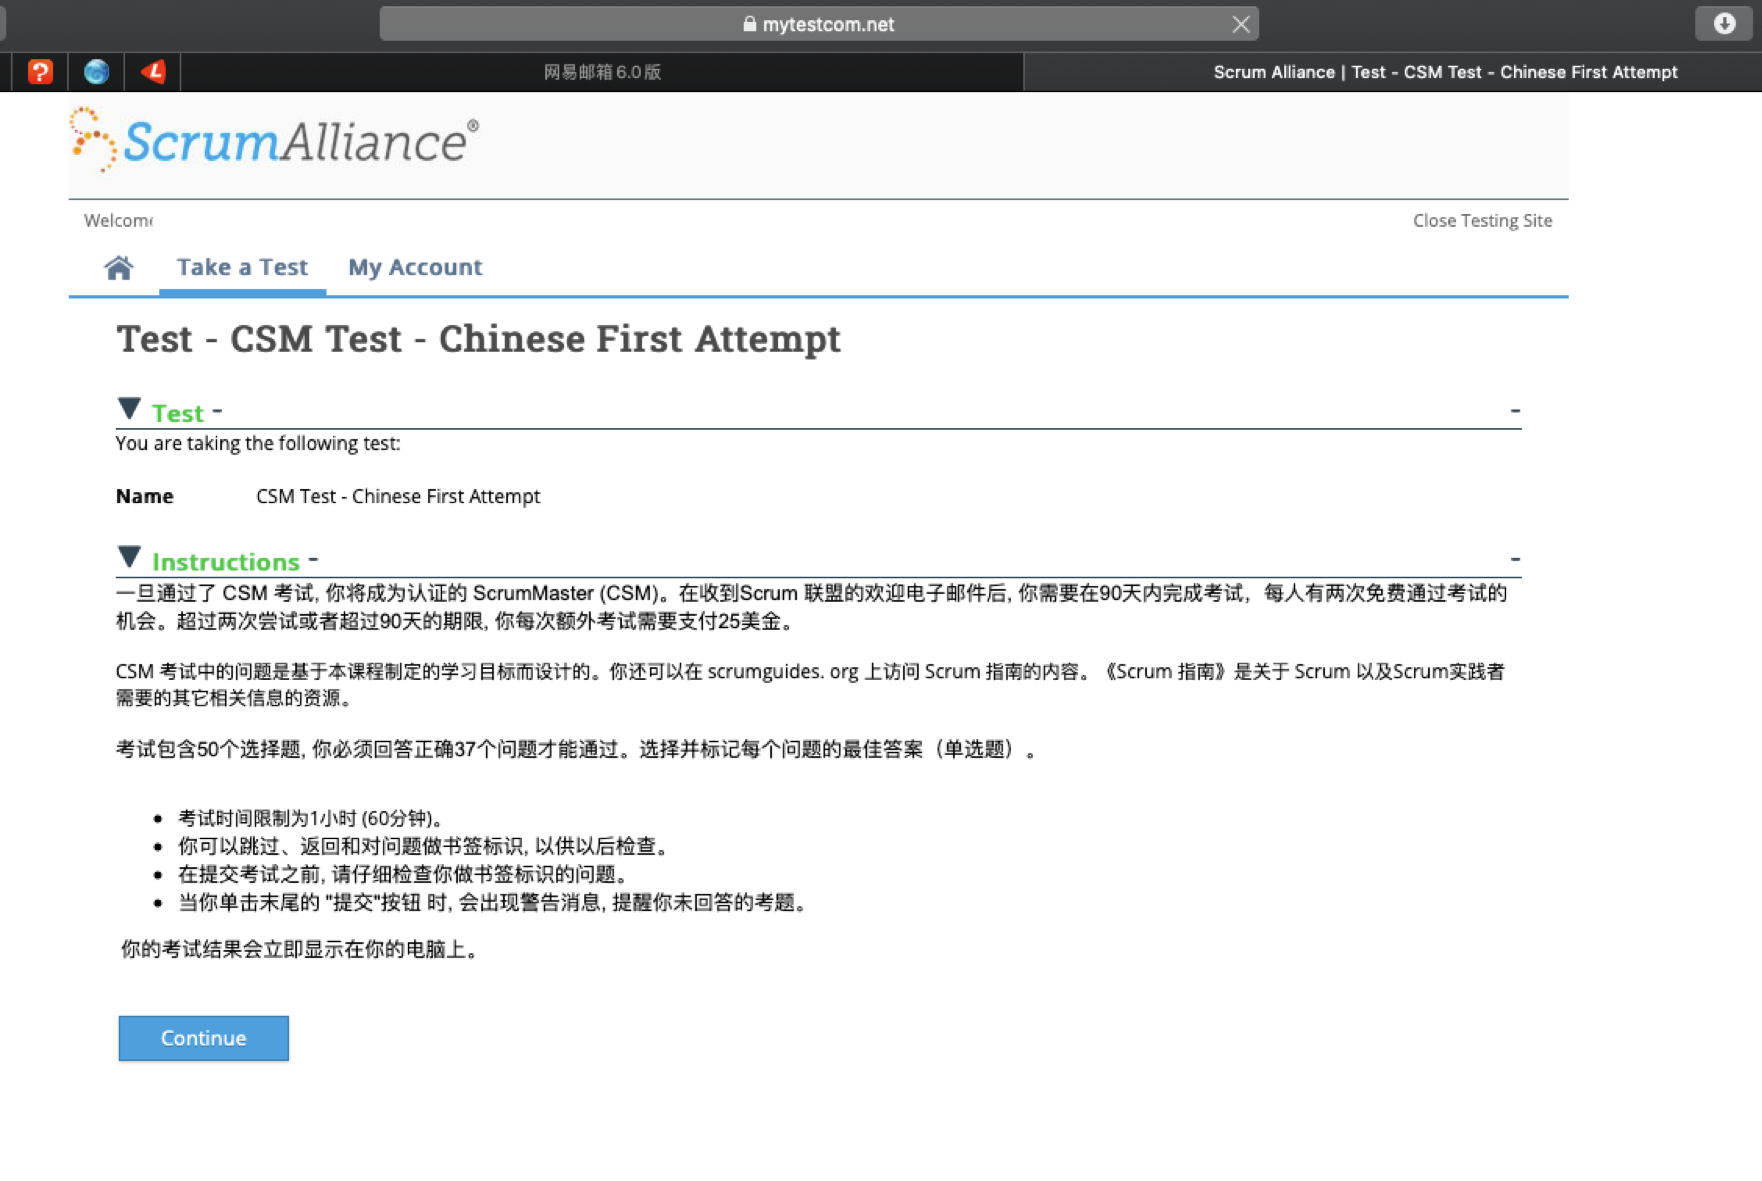 mytestcom.net
网易邮箱6.0版
Scrum Alliance | Test - CSM Test - Chinese First Attempt
ScrumAlliance®
Close Testing Site
Take a Test
My Account
Test - CSM Test - Chinese First Attempt
Test -
-
You are taking the following test:
Name CSM Test - Chinese First Attempt
Instructions -
-
一旦通过了 CSM 考试, 你将成为认证的 ScrumMaster (CSM)。在收到Scrum 联盟的欢迎电子邮件后, 你需要在90天内完成考试，每人有两次免费通过考试的
机会。超过两次尝试或者超过90天的期限, 你每次额外考试需要支付25美金。
CSM 考试中的问题是基于本课程制定的学习目标而设计的。你还可以在 scrumguides. org 上访问 Scrum 指南的内容。《Scrum 指南》是关于 Scrum 以及Scrum实践者
需要的其它相关信息的资源。
考试包含50个选择题, 你必须回答正确37个问题才能通过。选择并标记每个问题的最佳答案（单选题）。
• 考试时间限制为1小时 (60分钟)。
• 你可以跳过、返回和对问题做书签标识, 以供以后检查。
• 在提交考试之前, 请仔细检查你做书签标识的问题。
• 当你单击末尾的 "提交"按钮 时, 会出现警告消息, 提醒你未回答的考题。
你的考试结果会立即显示在你的电脑上。
Continue